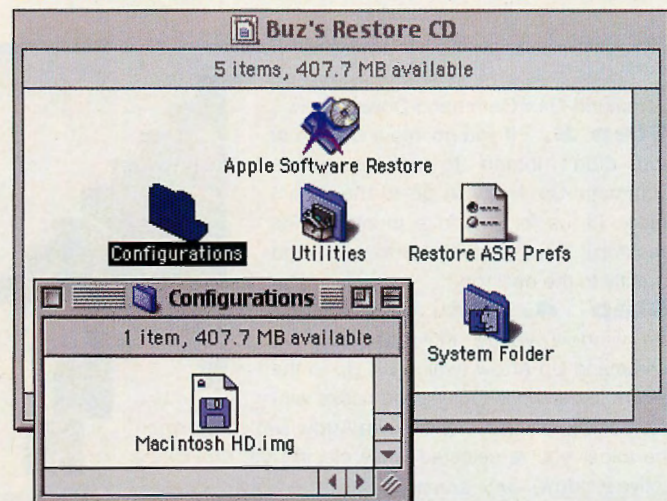 Buz's Restore CD
5 items, 407.7 MB available
Apple Software Restore
Configurations
Utilities
Restore ASR Prefs
System Folder
Configurations
1 item, 407.7 MB available
Macintosh HD.img